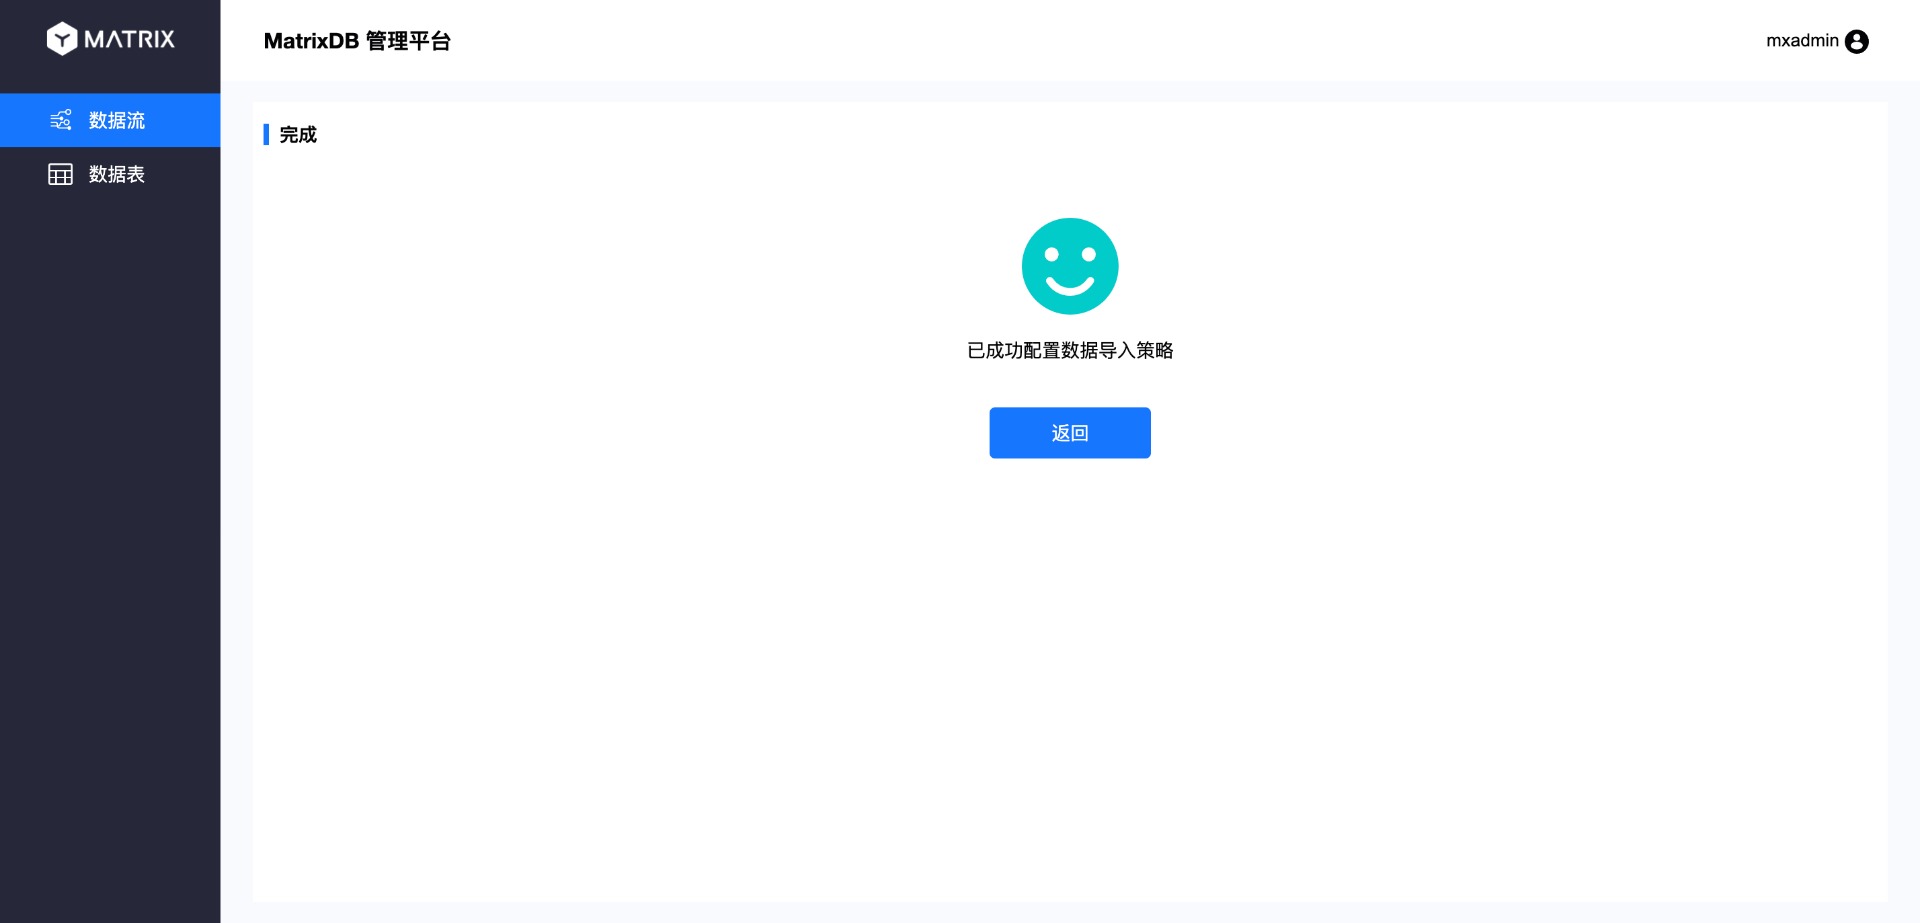 MATRIX
MatrixDB 管理平台
mxadmin
数据流
数据表
完成
已成功配置数据导入策略
返回